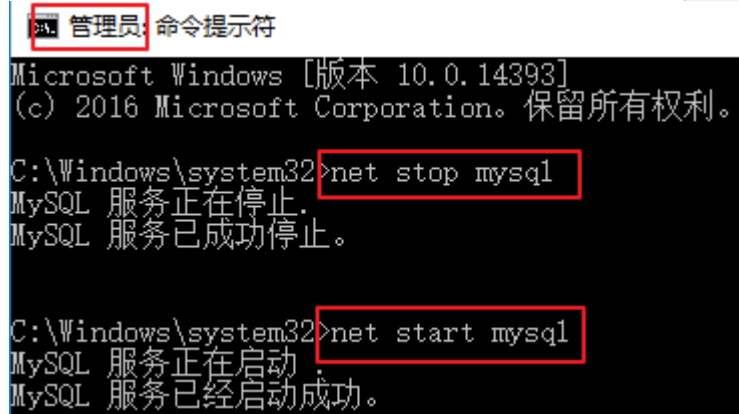 管理员: 命令提示符
Microsoft Windows [版本 10.0.14393]
(c) 2016 Microsoft Corporation。保留所有权利。
C:\Windows\system32>net stop mysql
MySQL 服务正在停止.
MySQL 服务已成功停止。
C:\Windows\system32>net start mysql
MySQL 服务正在启动 .
MySQL 服务已经启动成功。